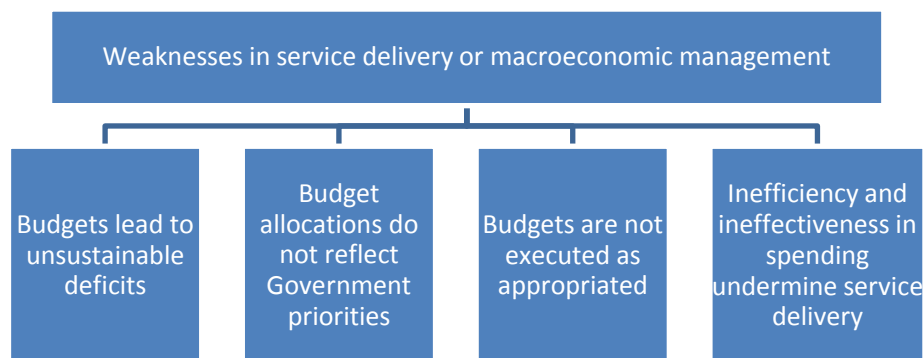 Weaknesses in service delivery or macroeconomic management
Budgets lead to
unsustainable
deficits
Budget
allocations do
not reflect
Government
priorities
Budgets are not
executed as
appropriated
Inefficiency and
ineffectiveness in
spending
undermine service
delivery